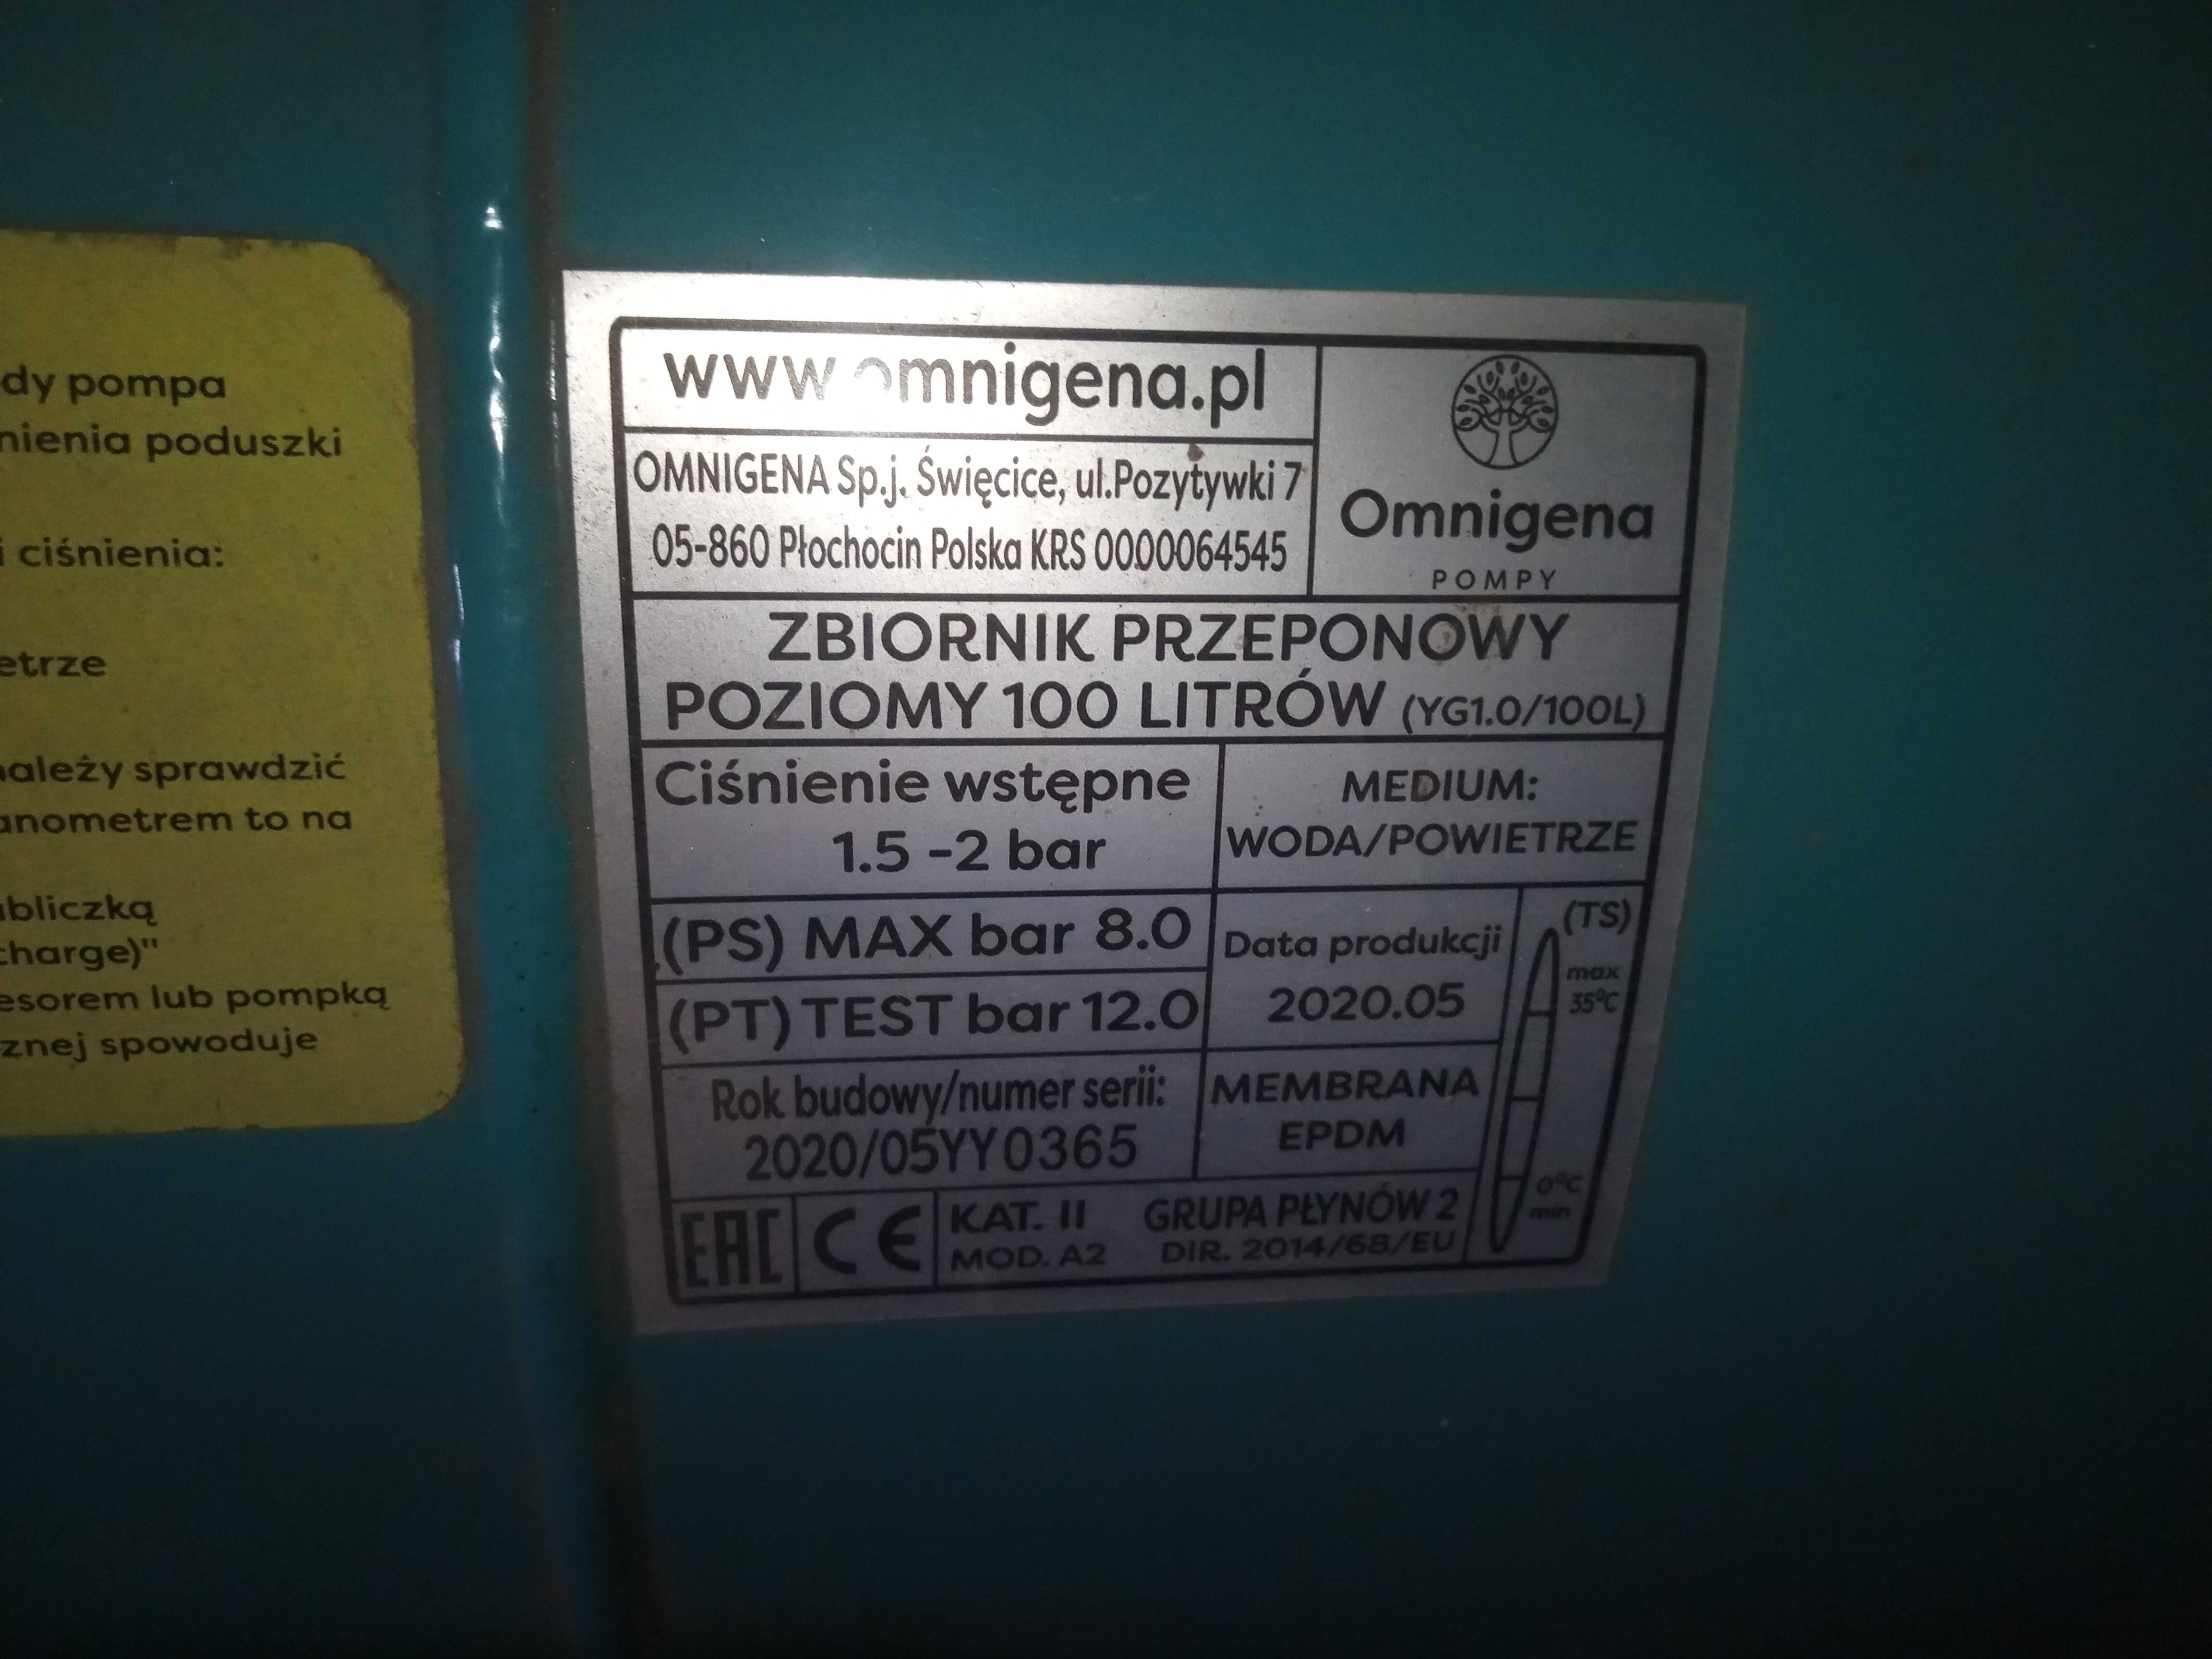 dy pompa
nienia poduszki
i ciśnienia:
etrze
należy sprawdzić
anometrem to na
abliczką
charge)"
esorem lub pompką
znej spowoduje
www.omnigena.pl
OMNIGENA Sp.j. Święcice, ul.Pozytywki 7
05-860 Płochocin Polska KRS 0000064545
Omnigena
POMPY
ZBIORNIK PRZEPONOWY
POZIOMY 100 LITRÓW (YG1.0/100L)
Ciśnienie wstępne
1.5 -2 bar
MEDIUM:
WODA/POWIETRZE
(PS) MAX bar 8.0
(PT) TEST bar 12.0
Data produkcji
2020.05
(TS)
max
35°C
0°C
min
Rok budowy/numer serii:
2020/05YY0365
MEMBRANA
EPDM
EAC CE
KAT. II GRUPA PŁYNÓW 2
MOD. A2 DIR. 2014/68/EU